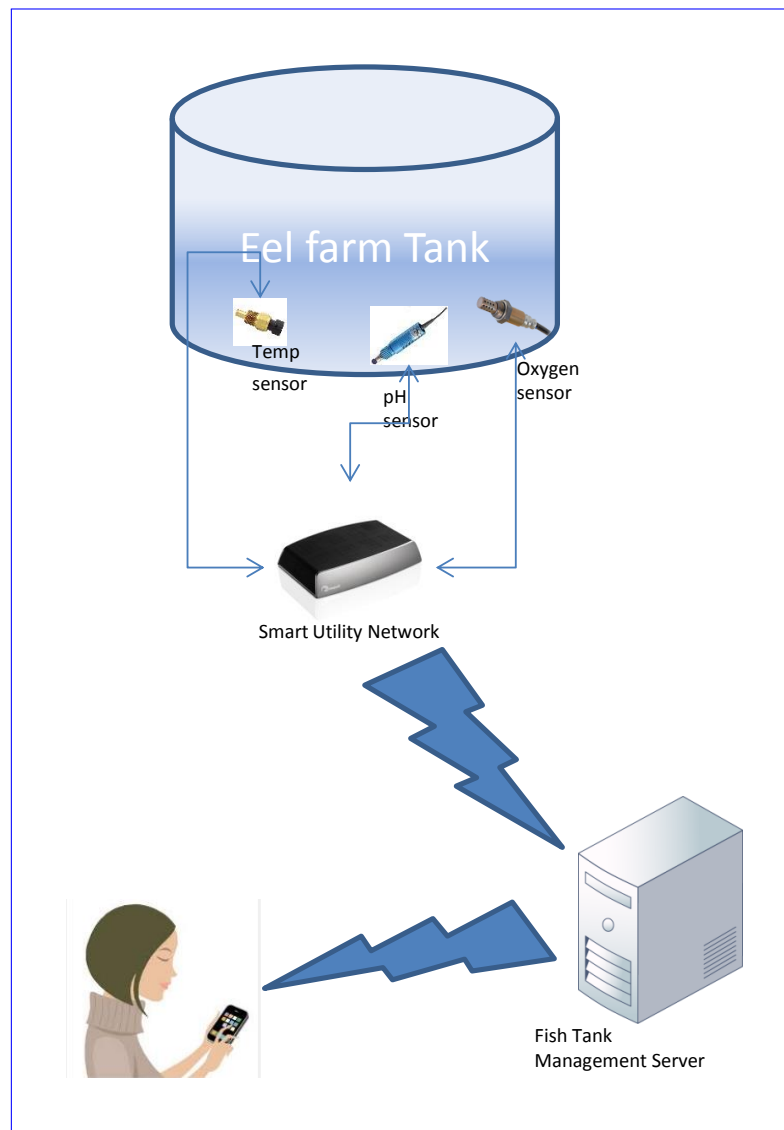 Eel farm Tank
Temp
sensor
pH
sensor
Oxygen
sensor
Smart Utility Network
Fish Tank
Management Server